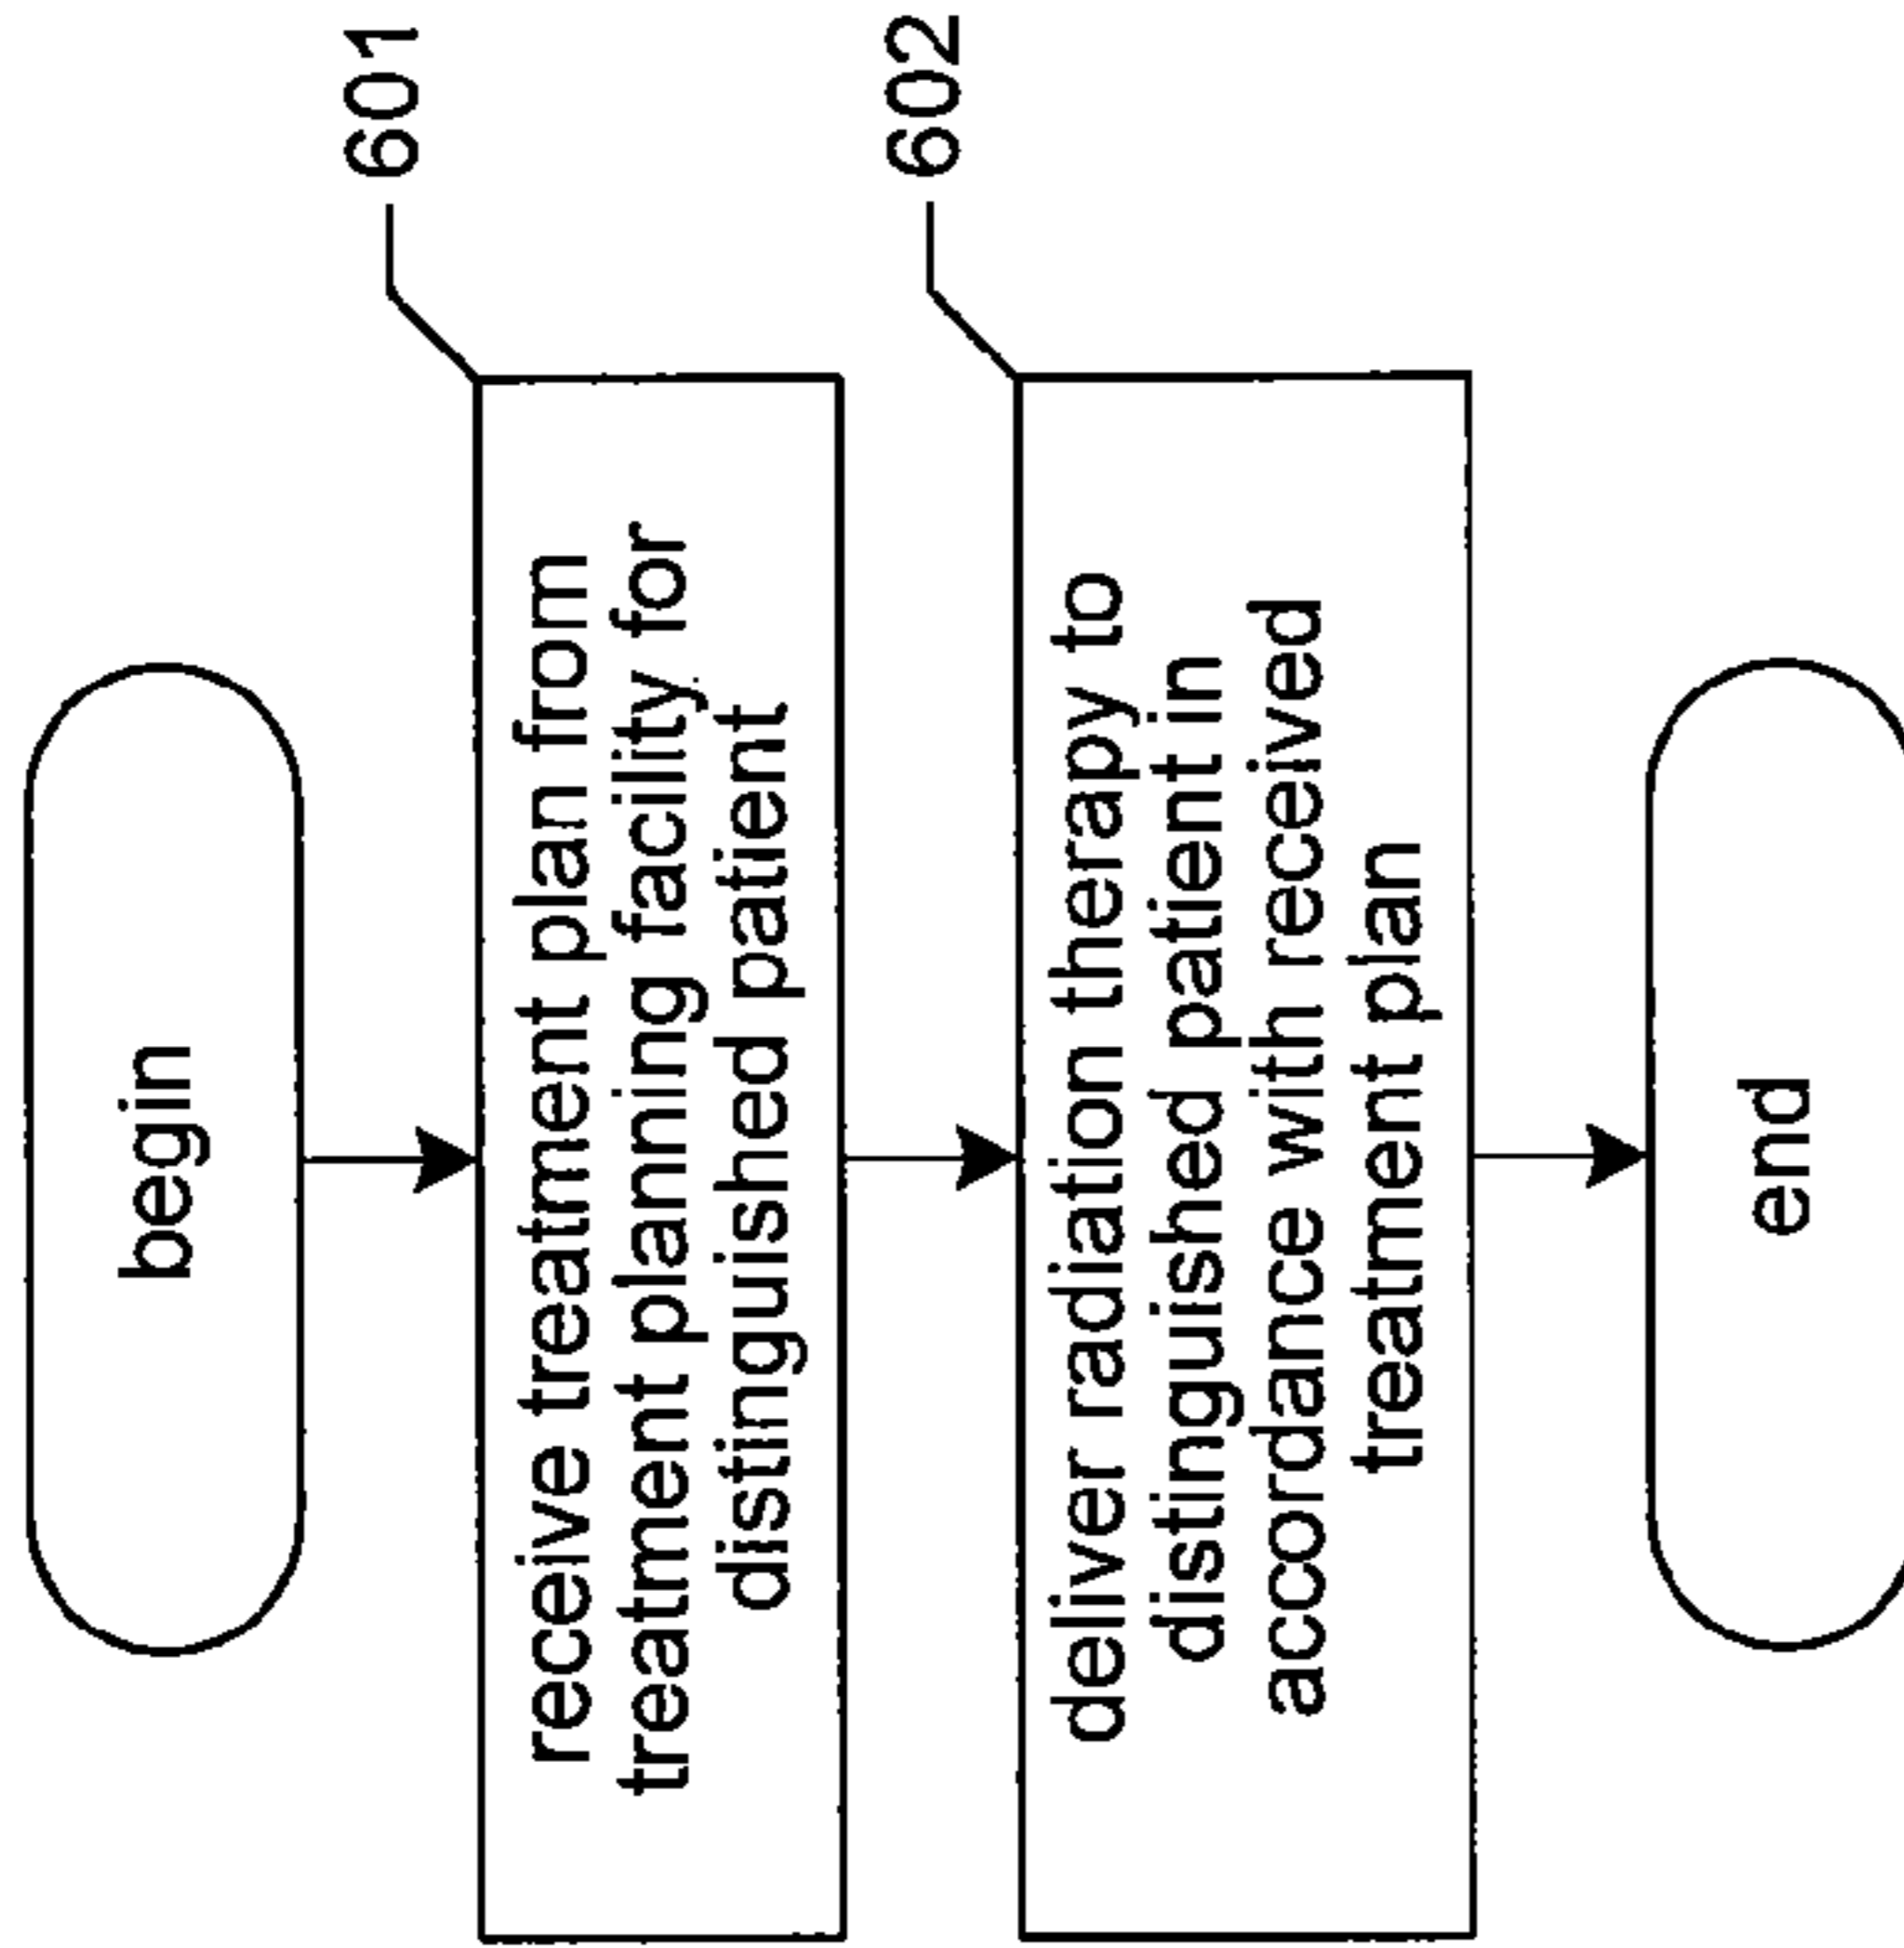 begin
601
receive treatment plan from
treatment planning facility for
distinguished patient
602
deliver radiation therapy to
distinguished patient in
accordance with received
treatment plan
end